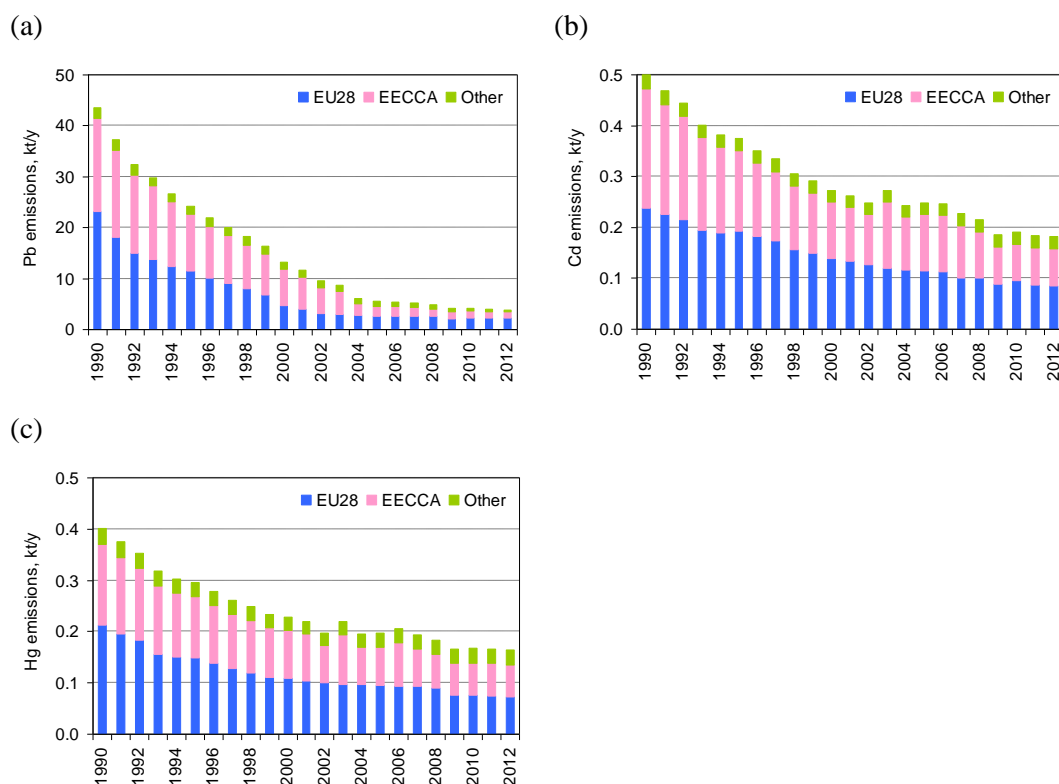 (a)
(b)
50
40
30
20
10
0
Pb emissions, kt/y
EU28 EECCA Other
1990 1992 1994 1996 1998 2000 2002 2004 2006 2008 2010 2012
0.5
0.4
0.3
0.2
0.1
0.0
Cd emissions, kt/y
EU28 EECCA Other
1990 1992 1994 1996 1998 2000 2002 2004 2006 2008 2010 2012
(c)
0.5
0.4
0.3
0.2
0.1
0.0
Hg emissions, kt/y
EU28 EECCA Other
1990 1992 1994 1996 1998 2000 2002 2004 2006 2008 2010 2012